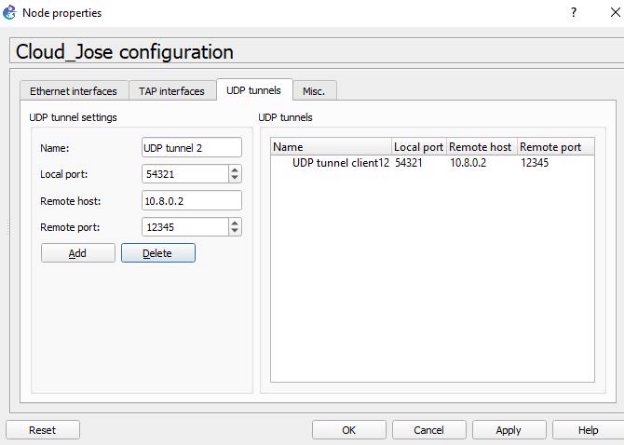 Node properties ? ×
Cloud_Jose configuration
Ethernet interfaces TAP interfaces UDP tunnels Misc.
UDP tunnel settings
Name: UDP tunnel 2
Local port: 54321
Remote host: 10.8.0.2
Remote port: 12345
Add Delete
UDP tunnels
Name Local port Remote host Remote port
UDP tunnel client12 54321 10.8.0.2 12345
Reset OK Cancel Apply Help